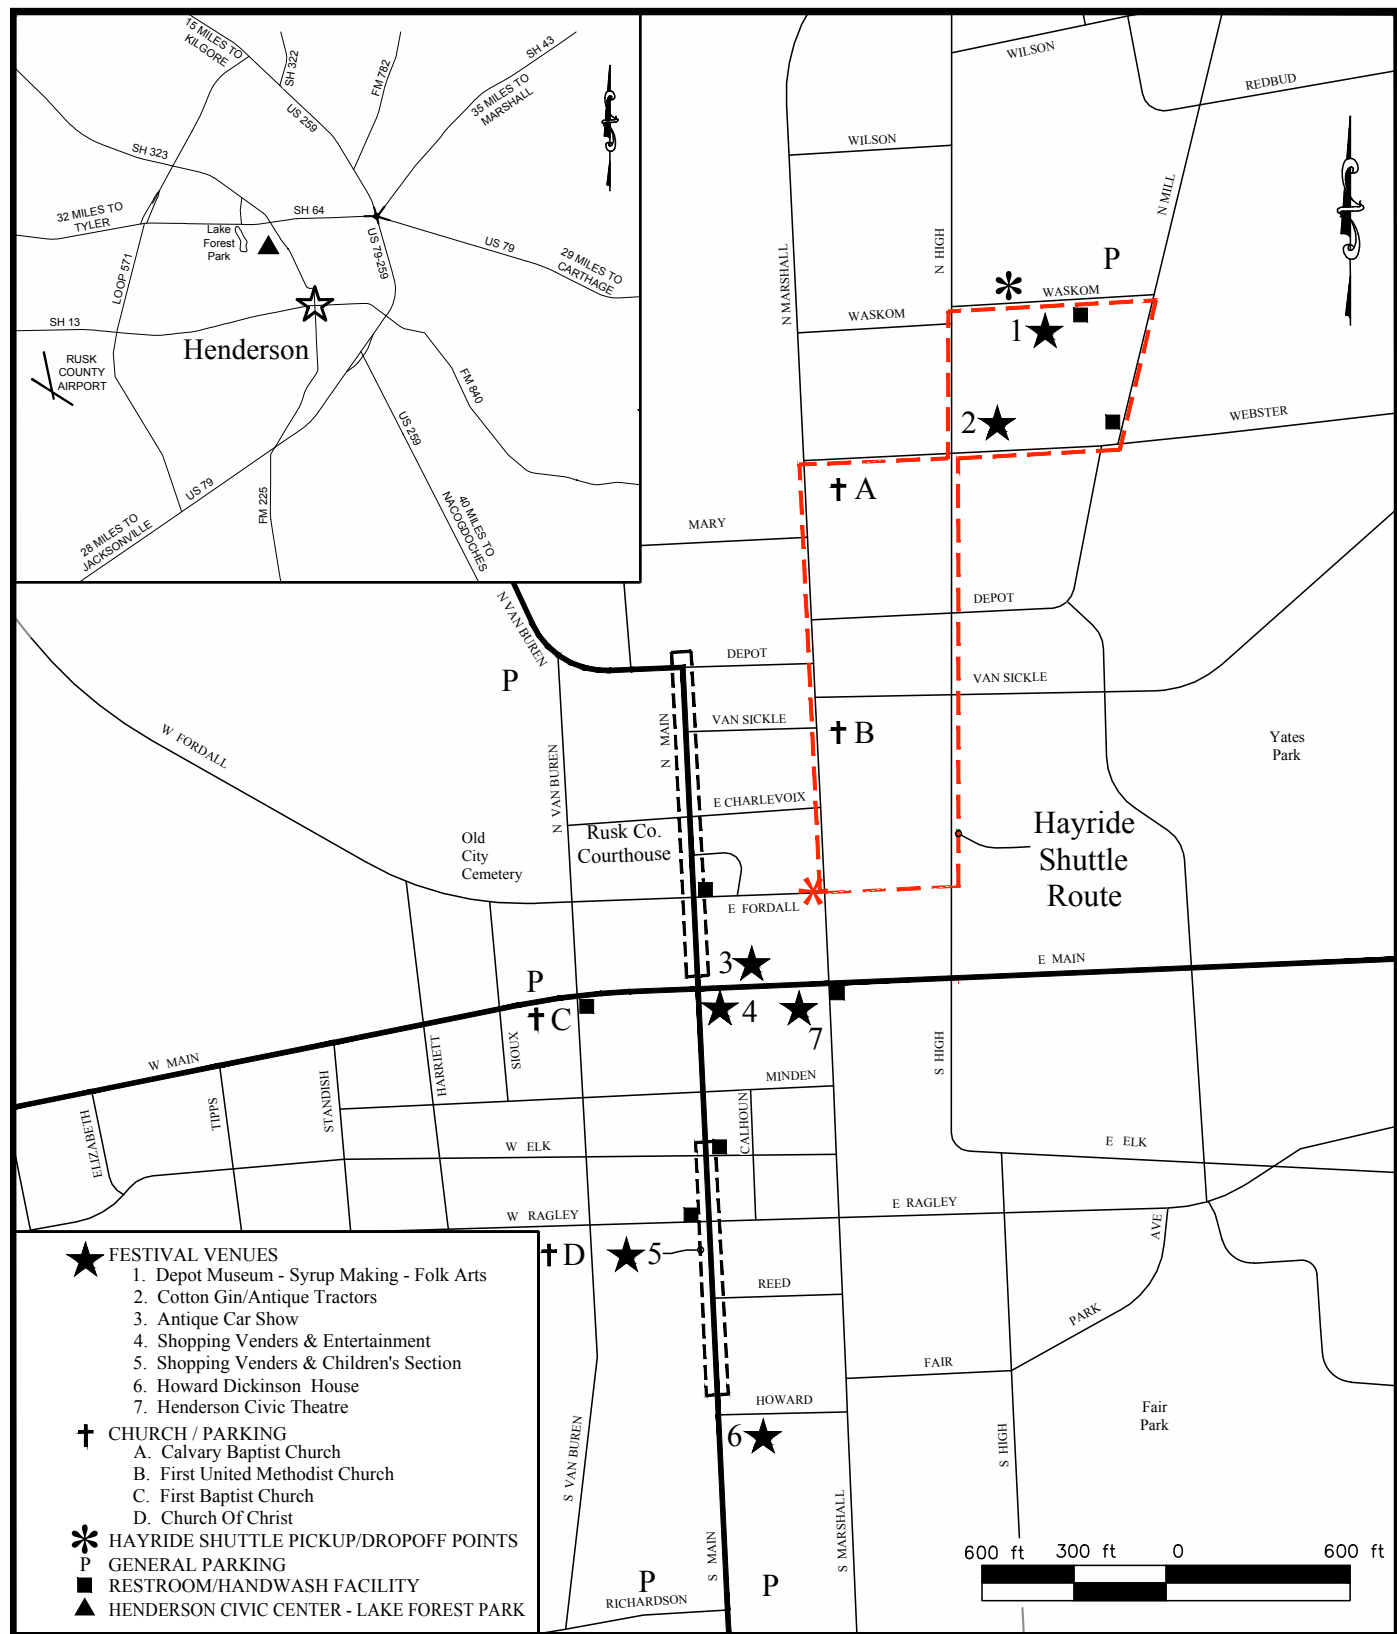 15 MILES TO
KILGORE
SH 322
FM 782
SH 43
35 MILES TO
MARSHALL
US 259
SH 323
32 MILES TO
TYLER
SH 64
Lake
Forest
Park
US 79-259
US 79
29 MILES TO
CARTHAGE
LOOP 571
SH 13
Henderson
RUSK
COUNTY
AIRPORT
FM 840
US 259
US 79
FM 225
28 MILES TO
JACKSONVILLE
40 MILES TO
NACOGDOCHES
WILSON
REDBUD
WILSON
N MILL
N HIGH
N MARSHALL
P
WASKOM
WASKOM
1
2
WEBSTER
A
MARY
DEPOT
N VAN BUREN
P
DEPOT
VAN SICKLE
VAN SICKLE
N MAIN
B
W FORDALL
N VAN BUREN
Yates
Park
E CHARLEVOIX
Rusk Co.
Courthouse
Old
City
Cemetery
Hayride
Shuttle
Route
E FORDALL
3
E MAIN
P
C
4
7
W MAIN
HARRIETT
SIOUX
S HIGH
MINDEN
ELIZABETH
TIPPS
STANDISH
CALHOUN
W ELK
E ELK
W RAGLEY
E RAGLEY
AVE
D
5
REED
PARK
FAIR
HOWARD
Fair
Park
6
S VAN BUREN
S HIGH
S MAIN
S MARSHALL
P
P
RICHARDSON
FESTIVAL VENUES
1. Depot Museum - Syrup Making - Folk Arts
2. Cotton Gin/Antique Tractors
3. Antique Car Show
4. Shopping Venders & Entertainment
5. Shopping Venders & Children's Section
6. Howard Dickinson House
7. Henderson Civic Theatre
CHURCH / PARKING
A. Calvary Baptist Church
B. First United Methodist Church
C. First Baptist Church
D. Church Of Christ
HAYRIDE SHUTTLE PICKUP/DROPOFF POINTS
P GENERAL PARKING
RESTROOM/HANDWASH FACILITY
HENDERSON CIVIC CENTER - LAKE FOREST PARK
600 ft 300 ft 0 600 ft